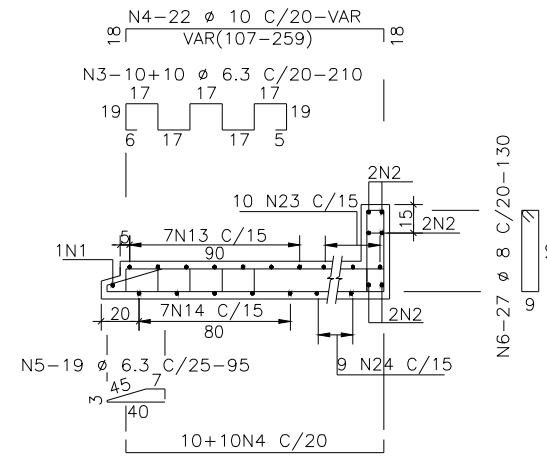 N4-22 ø 10 C/20-VAR
18
VAR(107-259)
18
N3-10+10 ø 6.3 C/20-210
17
17
17
19
19
6
17
17
5
2N2
10 N23 C/15
15
2N2
5
7N13 C/15
90
1N1
20
7N14 C/15
80
2N2
9 N24 C/15
N6-27 ø 8 C/20-130
9
N5-19 ø 6.3 C/25-95
45
7
3
40
10+10N4 C/20